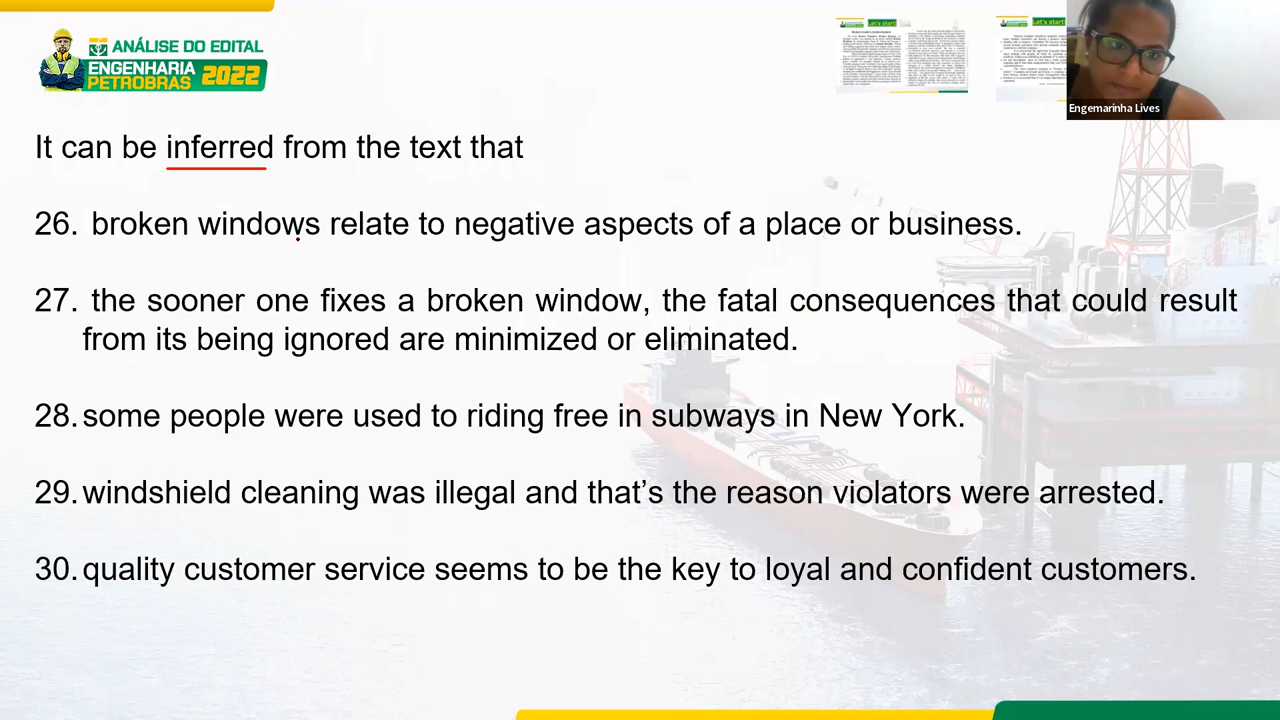 ANÁLISE DO EDITAL
ENGENHARIA
PETROBRAS 2022
Let's start!
Let's start!
Engemarinha Lives
It can be inferred from the text that
26. broken windows relate to negative aspects of a place or business.
27. the sooner one fixes a broken window, the fatal consequences that could result
from its being ignored are minimized or eliminated.
28. some people were used to riding free in subways in New York.
29. windshield cleaning was illegal and that’s the reason violators were arrested.
30. quality customer service seems to be the key to loyal and confident customers.